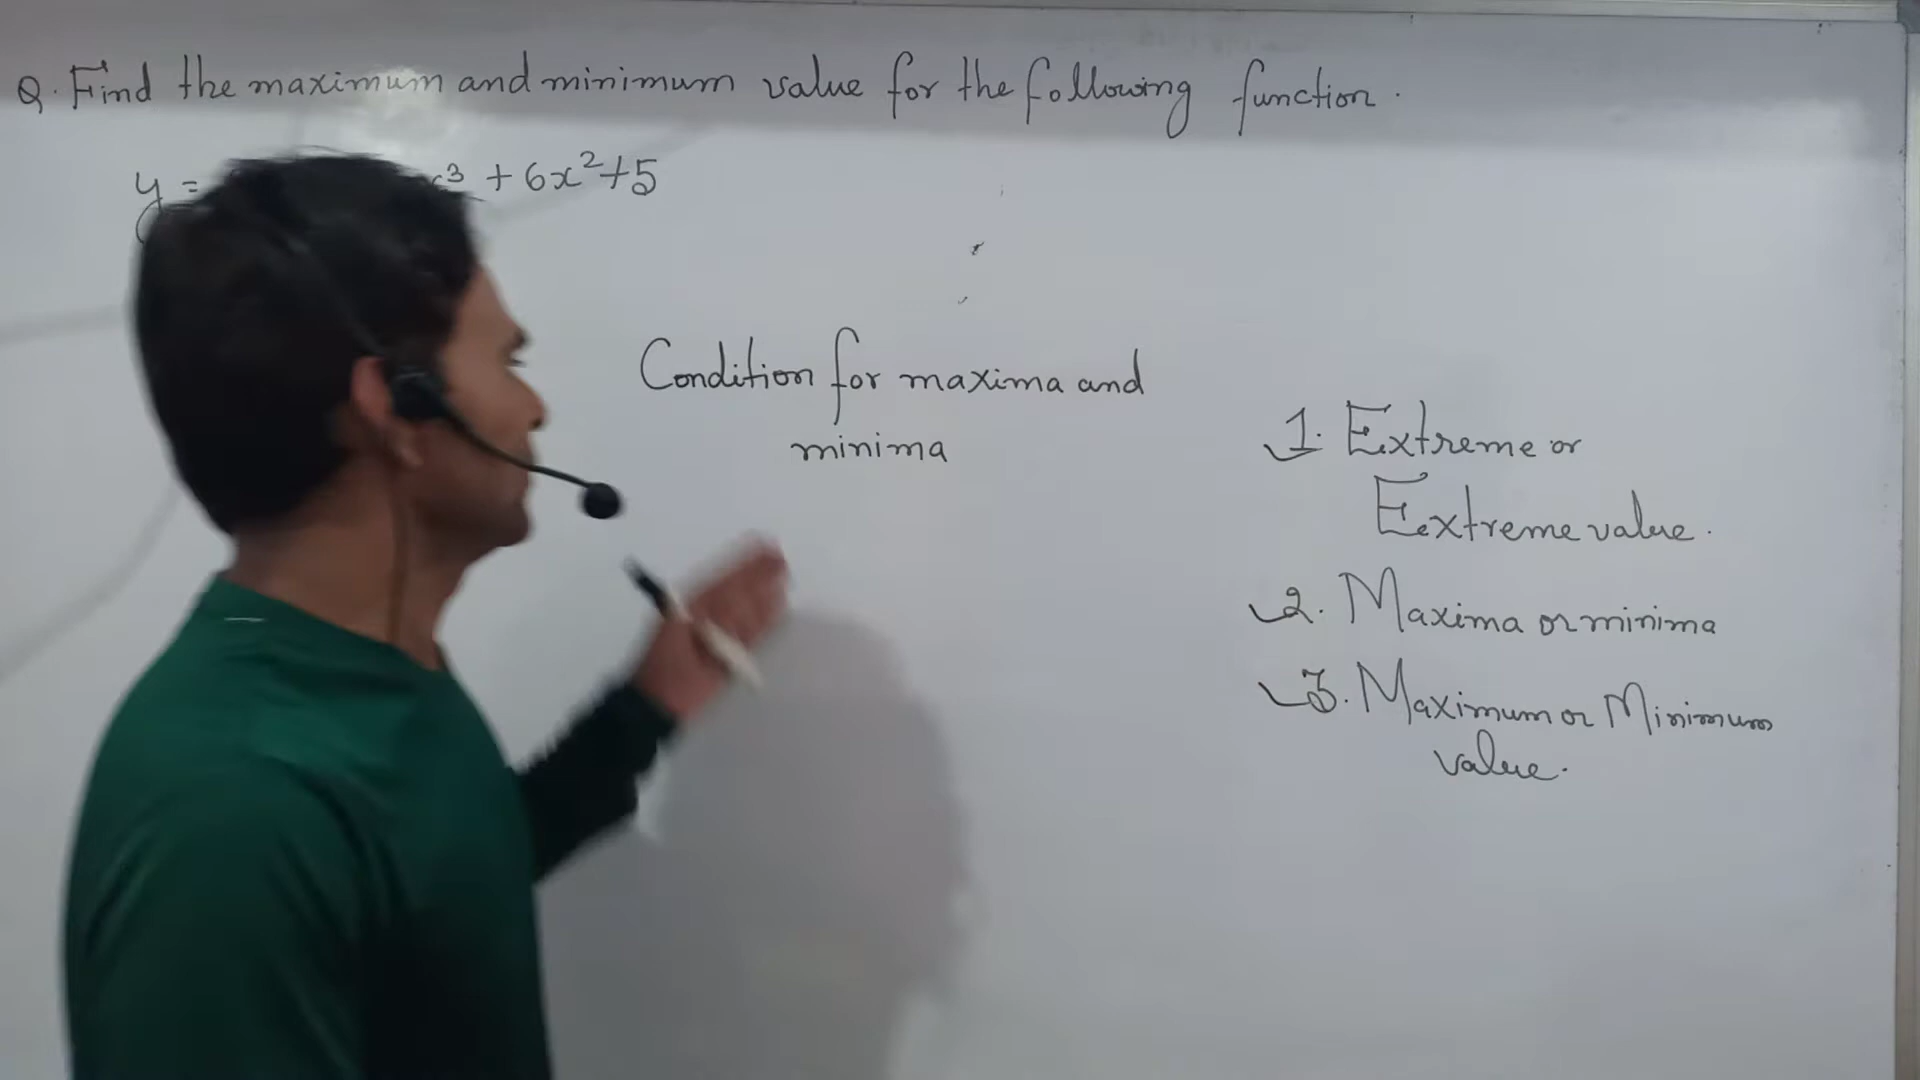 Q. Find the maximum and minimum value for the following function.
y = x³ + 6x² + 5
Condition for maxima and
minima
1. Extreme or
Extreme value.
2. Maxima or minima
3. Maximum or Minimum
value.